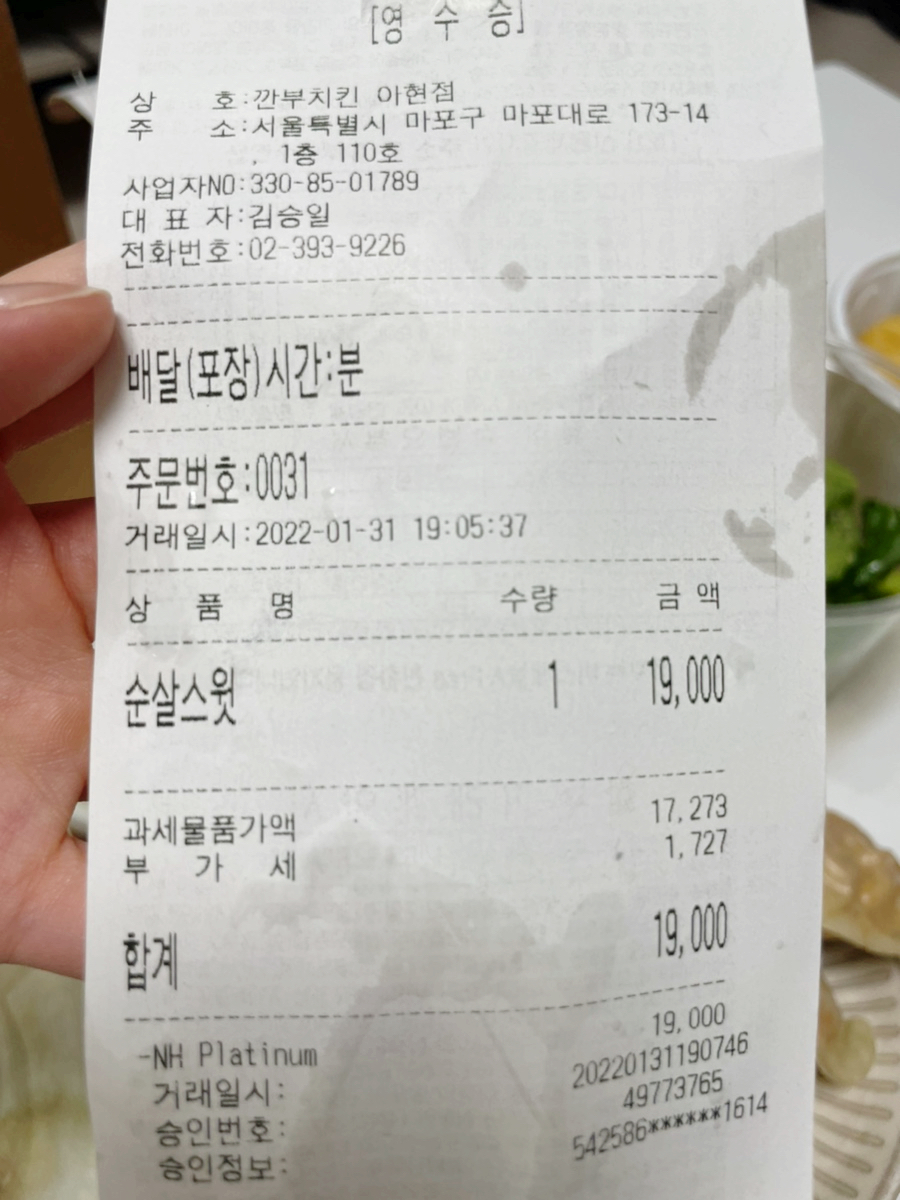 [영 수 증]
상 호:깐부치킨 아현점
주 소:서울특별시 마포구 마포대로 173-14
, 1층 110호
사업자NO:330-85-01789
대 표 자:김승일
전화번호:02-393-9226
배달(포장)시간:분
주문번호:0031
거래일시:2022-01-31 19:05:37
상 품 명 수량 금 액
순살스윗 1 19,000
과세물품가액 17,273
부 가 세 1,727
합계 19,000
-NH Platinum 19,000
거래일시: 20220131190746
승인번호: 49773765
승인정보: 542586******1614